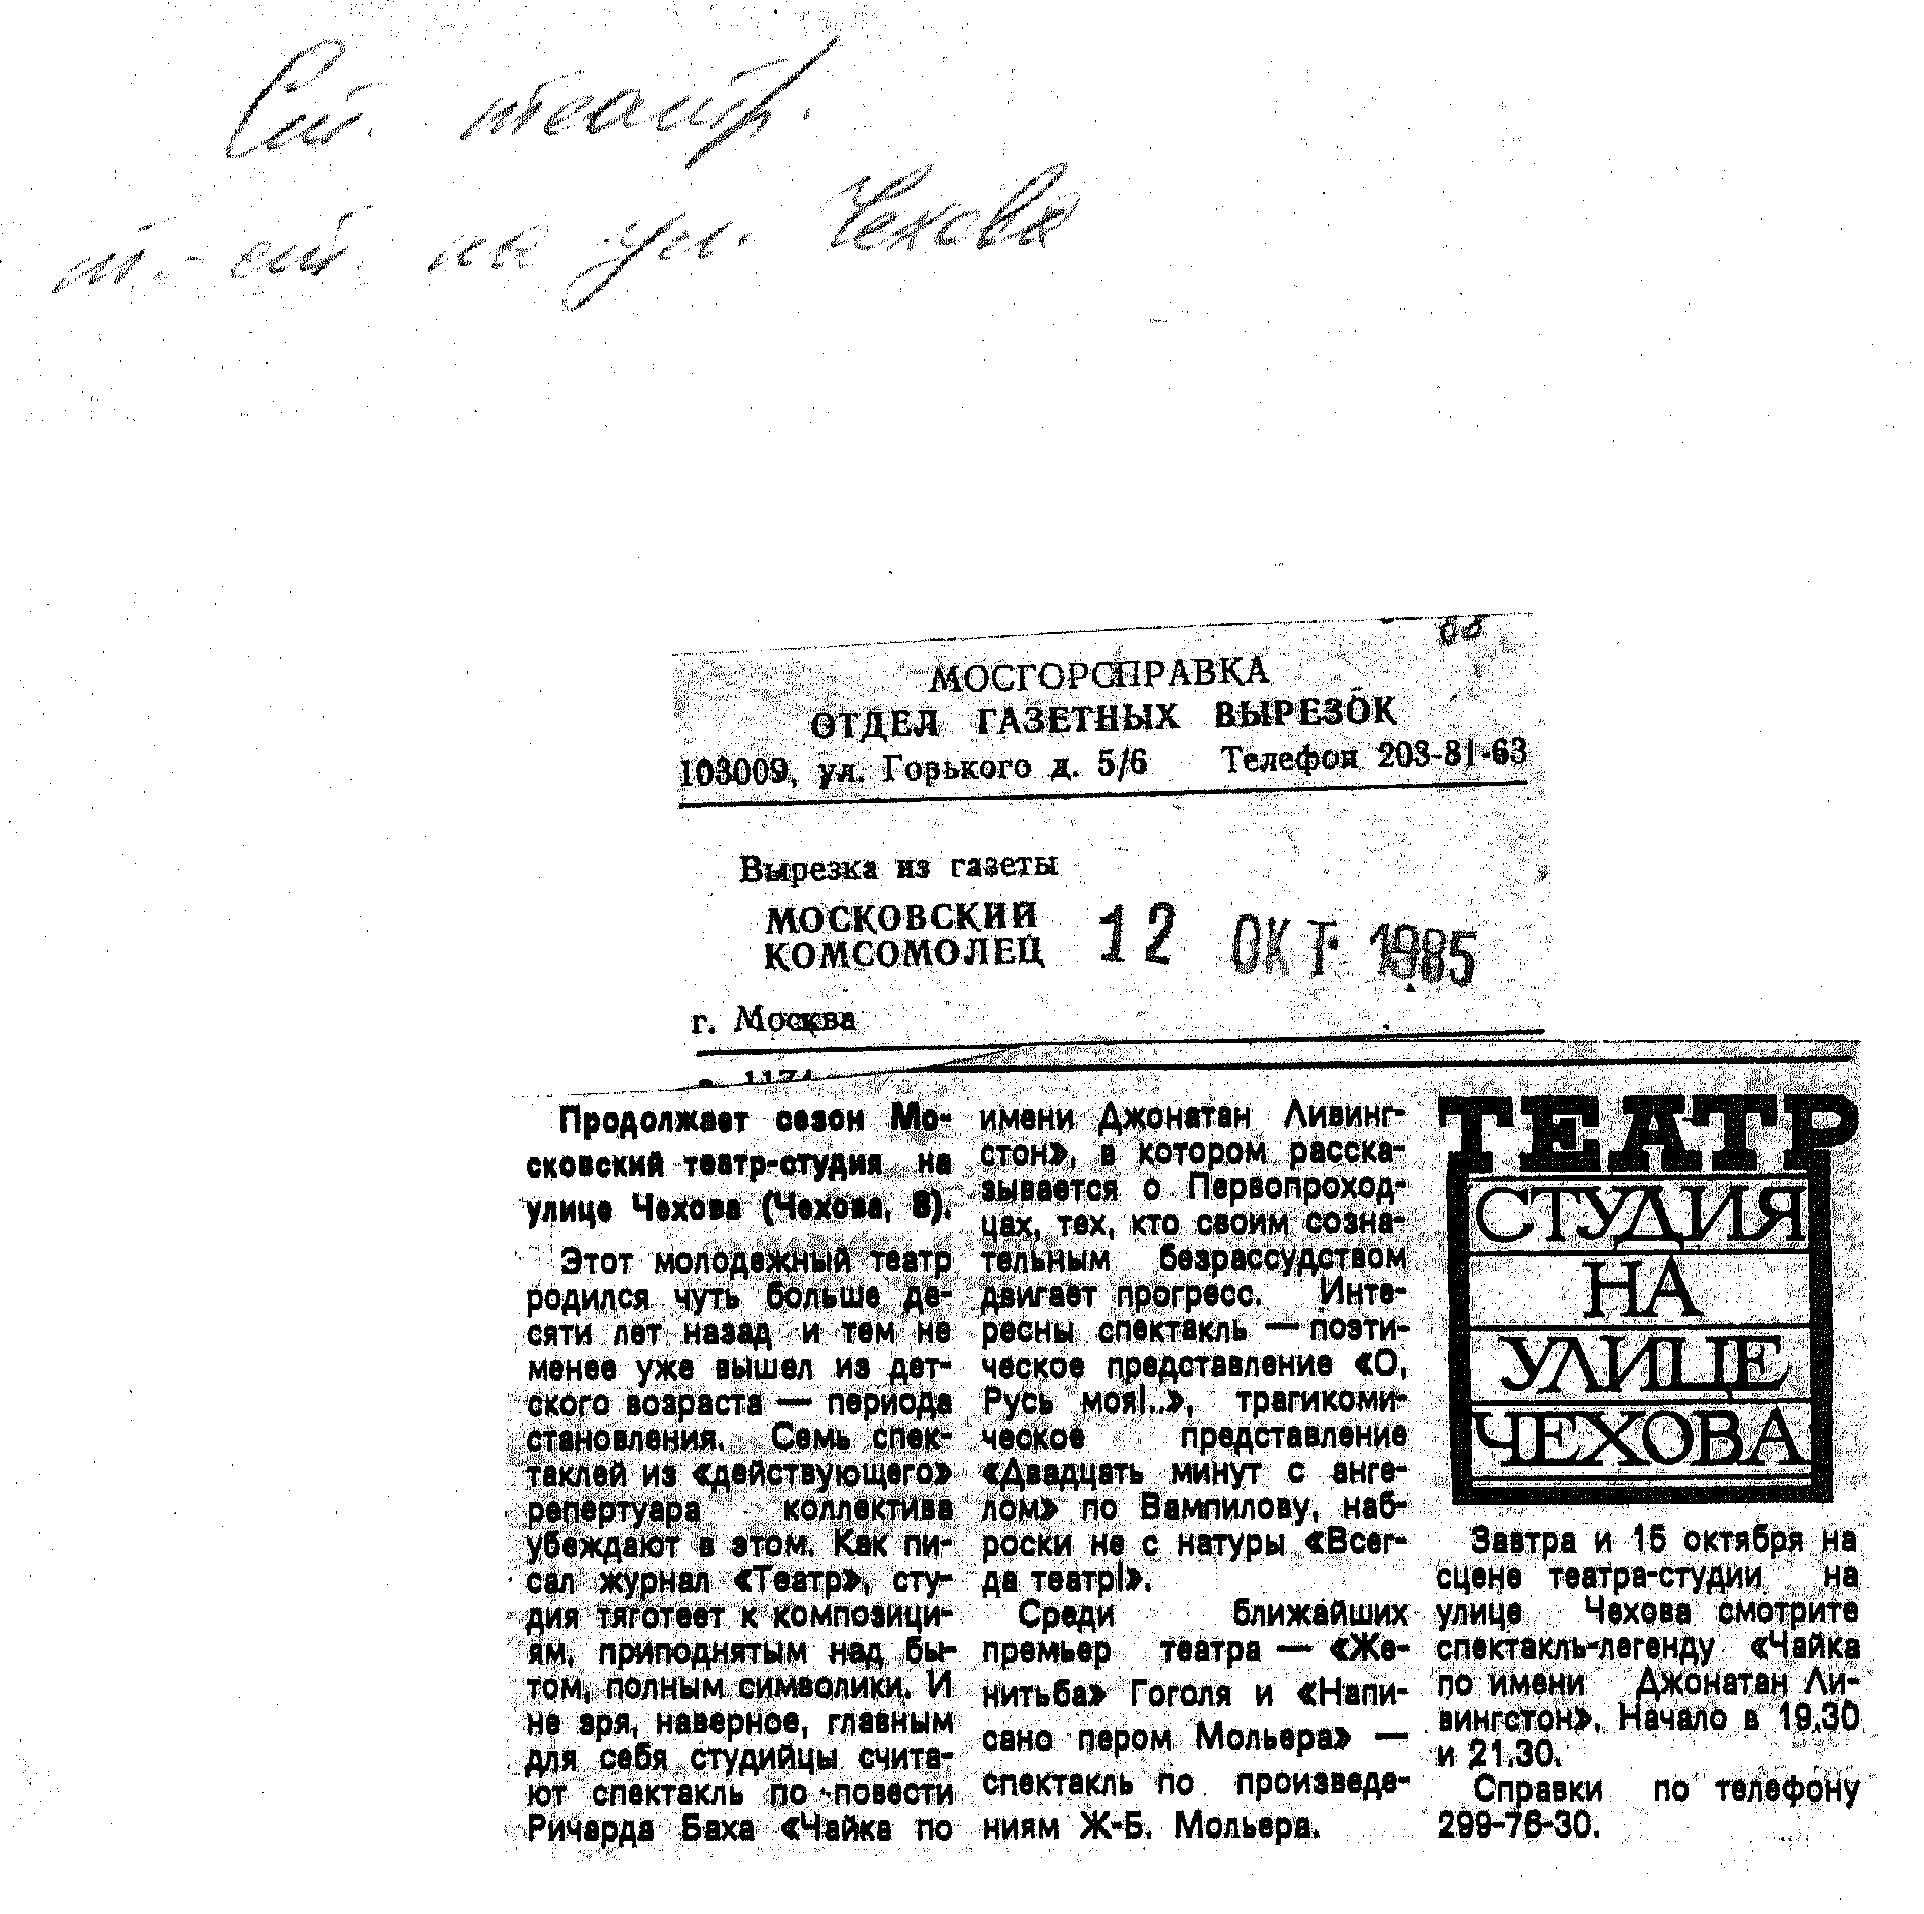 Ст. театр.
т.-ст. на ул. Чехова
МОСГОРСПРАВКА
ОТДЕЛ ГАЗЕТНЫХ ВЫРЕЗОК
103009, ул. Горького д. 5/6 Телефон 203-81-63
Вырезка из газеты
МОСКОВСКИЙ
КОМСОМОЛЕЦ
12 ОКТ 1985
г. Москва
Продолжает сезон Мо-
сковский театр-студия на
улице Чехова (Чехова, 8).
Этот молодежный театр
родился чуть больше де-
сяти лет назад и тем не
менее уже вышел из дет-
ского возраста — периода
становления. Семь спек-
таклей из «действующего»
репертуара коллектива
убеждают в этом. Как пи-
сал журнал «Театр», сту-
дия тяготеет к композици-
ям, приподнятым над бы-
том, полным символики. И
не зря, наверное, главным
для себя студийцы счита-
ют спектакль по повести
Ричарда Баха «Чайка по
имени Джонатан Ливинг-
стон», в котором расска-
зывается о Первопроход-
цах, тех, кто своим созна-
тельным безрассудством
двигает прогресс. Инте-
ресны спектакль — поэти-
ческое представление «О,
Русь моя!..», трагикоми-
ческое представление
«Двадцать минут с анге-
лом» по Вампилову, наб-
роски не с натуры «Всег-
да театр!».
Среди ближайших
премьер театра — «Же-
нитьба» Гоголя и «Напи-
сано пером Мольера» —
спектакль по произведе-
ниям Ж-Б. Мольера.
ТЕАТР
СТУДИЯ
НА
УЛИЦЕ
ЧЕХОВА
Завтра и 15 октября на
сцене театра-студии на
улице Чехова смотрите
спектакль-легенду «Чайка
по имени Джонатан Ли-
вингстон». Начало в 19.30
и 21.30.
Справки по телефону
299-76-30.